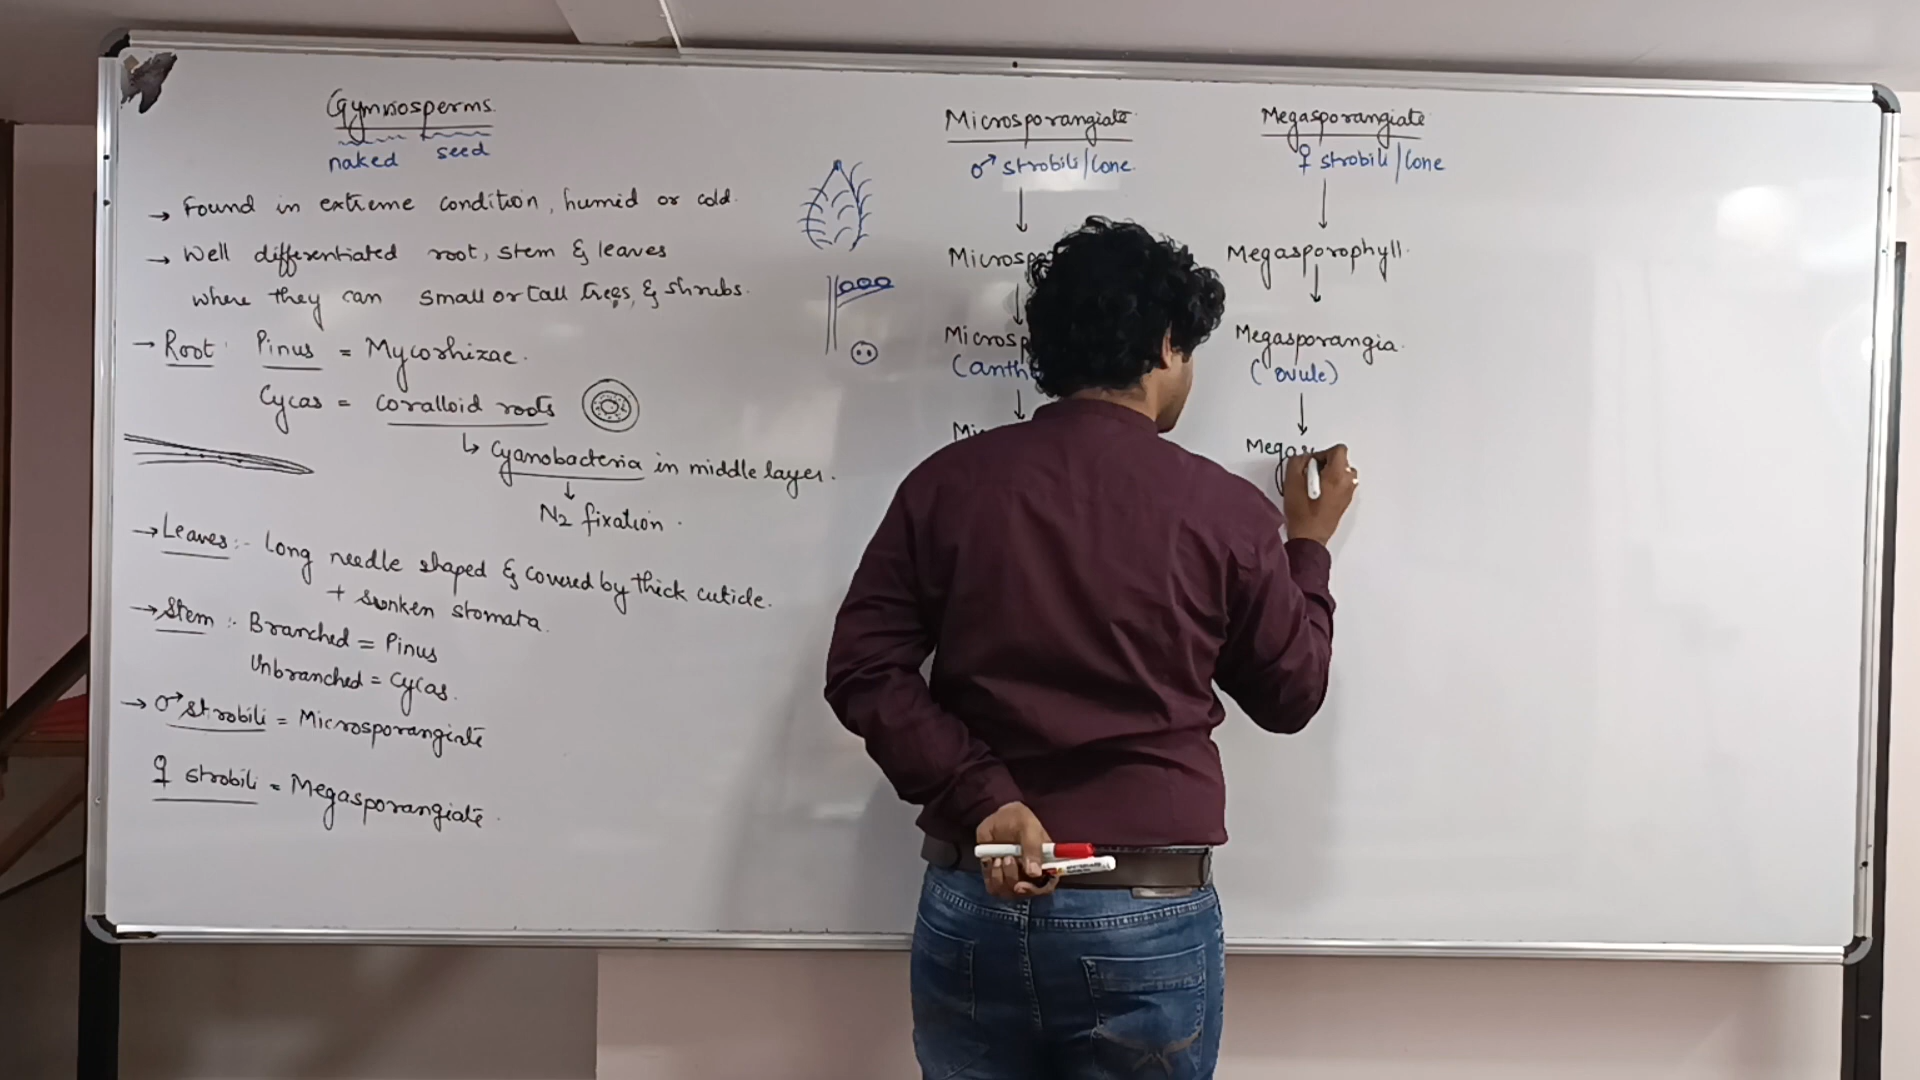 Gymnosperms
naked seed
→ Found in extreme condition, humid or cold.
→ Well differentiated root, stem & leaves
where they can small or tall trees, & shrubs.
→ Root: Pinus = Mycorhizae.
Cycas = coralloid roots
↳ Cyanobacteria in middle layer.
↓
N2 fixation.
→ Leaves:- Long needle shaped & covered by thick cuticle.
+ sunken stomata.
→ Stem:- Branched = Pinus
Unbranched = Cycas.
→ ♂ strobili = Microsporangiate
♀ strobili = Megasporangiate.
Microsporangiate
♂ strobili/Cone.
↓
↓
↓
Megasporangiate
♀ strobili/Cone
↓
Megasporophyll.
↓
Megasporangia.
(ovule)
↓